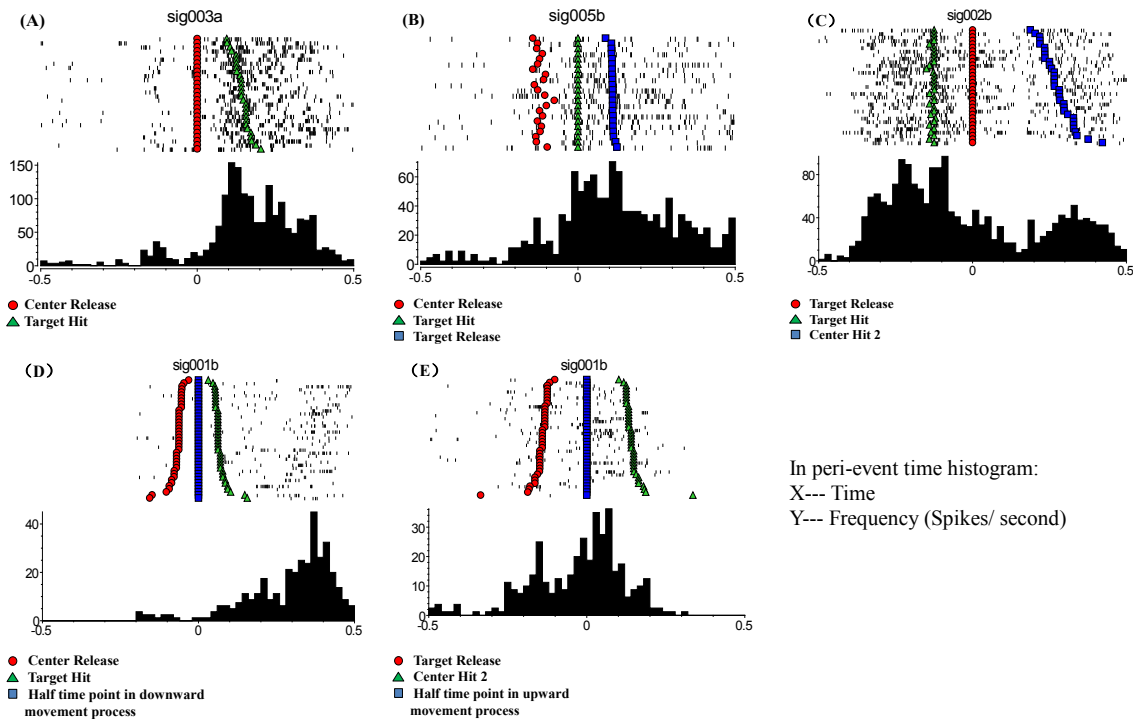 (A)
sig003a
150
100
50
0
-0.5
0
0.5
Center Release
Target Hit
(B)
sig005b
60
40
20
0
-0.5
0
0.5
Center Release
Target Hit
Target Release
(C)
sig002b
80
40
0
-0.5
0
0.5
Target Release
Target Hit
Center Hit 2
(D)
sig001b
40
20
0
-0.5
0
0.5
Center Release
Target Hit
Half time point in downward
movement process
(E)
sig001b
30
20
10
0
-0.5
0
0.5
Target Release
Center Hit 2
Half time point in upward
movement process
In peri-event time histogram:
X--- Time
Y--- Frequency (Spikes/ second)